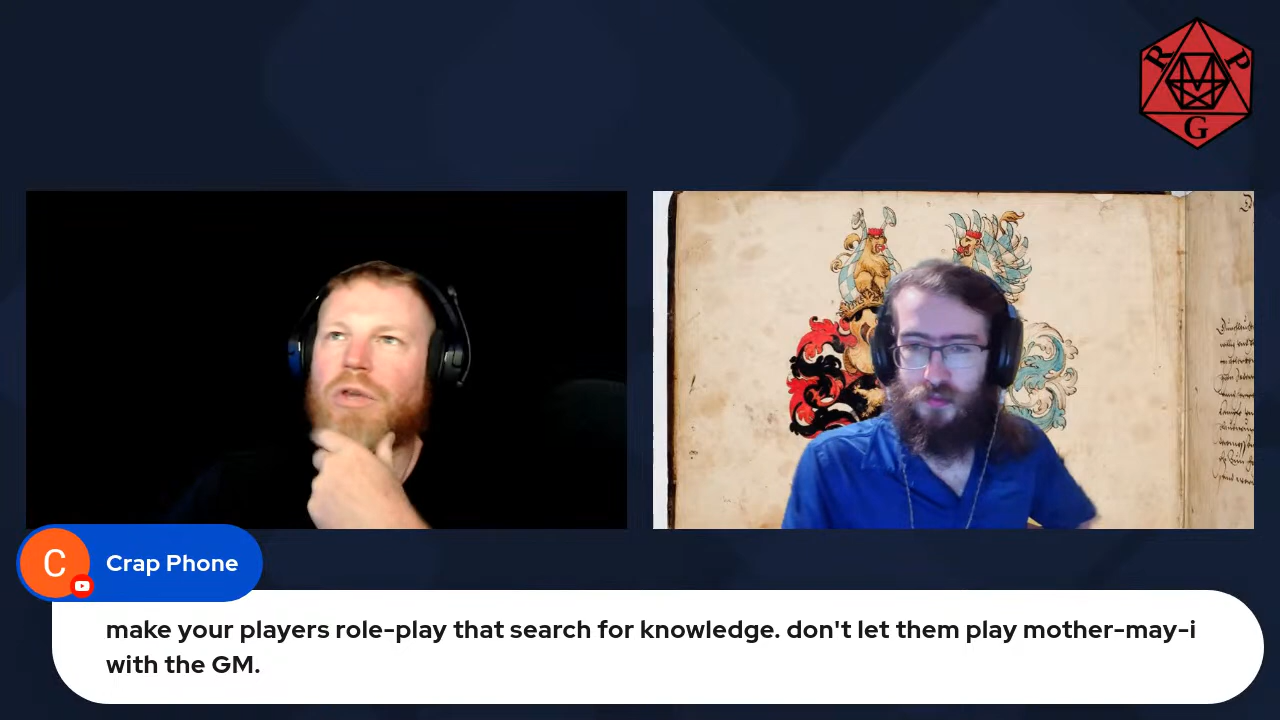 R P
G
Crap Phone
C
make your players role-play that search for knowledge. don't let them play mother-may-i
with the GM.